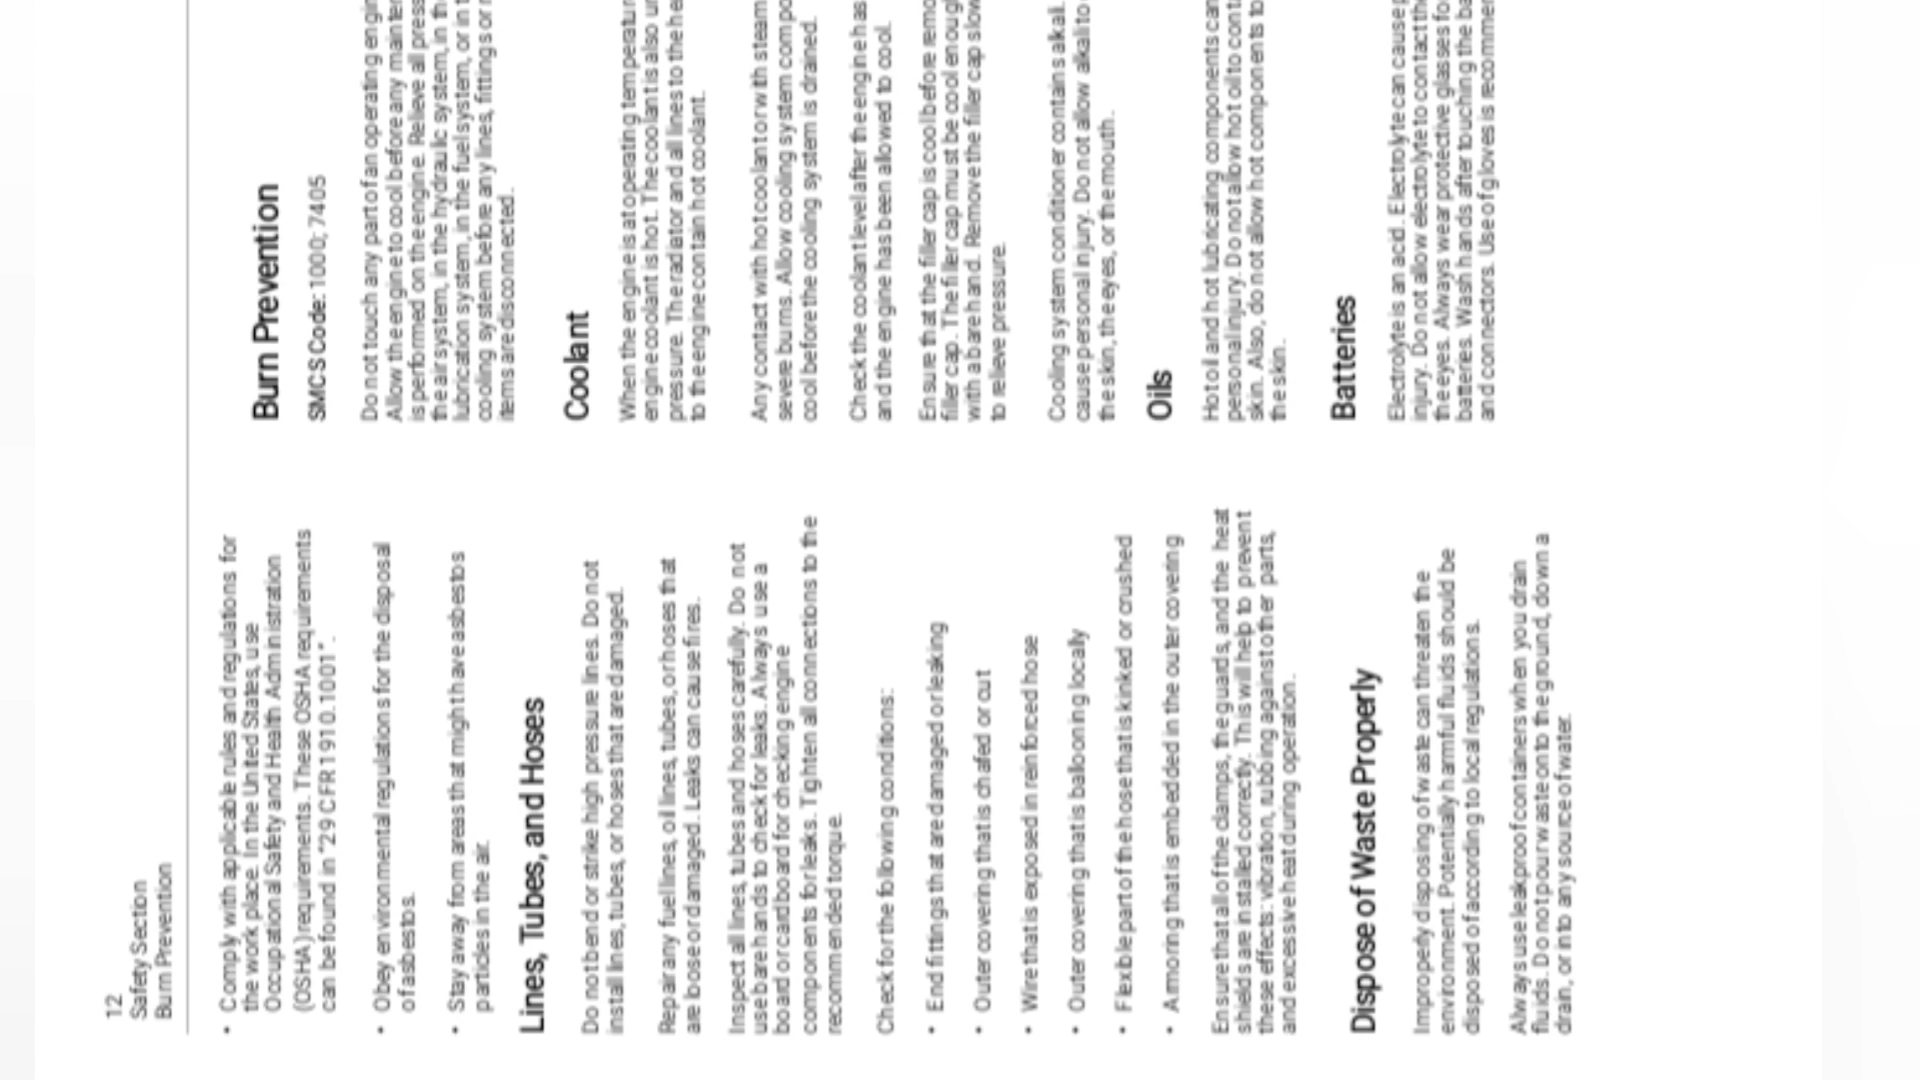 12
Safety Section
Burn Prevention
• Comply with applicable rules and regulations for
the work place. In the United States, use
Occupational Safety and Health Administration
(OSHA) requirements. These OSHA requirements
can be found in "29 CFR 1910.1001".
• Obey environmental regulations for the disposal
of asbestos.
• Stay away from areas that might have asbestos
particles in the air.
Lines, Tubes, and Hoses
Do not bend or strike high pressure lines. Do not
install lines, tubes, or hoses that are damaged.
Repair any fuel lines, oil lines, tubes, or hoses that
are loose or damaged. Leaks can cause fires.
Inspect all lines, tubes and hoses carefully. Do not
use bare hands to check for leaks. Always use a
board or cardboard for checking engine
components for leaks. Tighten all connections to the
recommended torque.
Check for the following conditions:
• End fittings that are damaged or leaking
• Outer covering that is chafed or cut
• Wire that is exposed in reinforced hose
• Outer covering that is ballooning locally
• Flexible part of the hose that is kinked or crushed
• Armoring that is embedded in the outer covering
Ensure that all of the clamps, the guards, and the heat
shields are installed correctly. This will help to prevent
these effects: vibration, rubbing against other parts,
and excessive heat during operation.
Dispose of Waste Properly
Improperly disposing of waste can threaten the
environment. Potentially harmful fluids should be
disposed of according to local regulations.
Always use leakproof containers when you drain
fluids. Do not pour waste onto the ground, down a
drain, or into any source of water.
Burn Prevention
SMCS Code: 1000; 7405
Do not touch any part of an operating engin
Allow the engine to cool before any mainten
is performed on the engine. Relieve all press
the air system, in the hydraulic system, in th
lubrication system, in the fuel system, or in t
cooling system before any lines, fittings or r
items are disconnected.
Coolant
When the engine is at operating temperatur
engine coolant is hot. The coolant is also un
pressure. The radiator and all lines to the he
to the engine contain hot coolant.
Any contact with hot coolant or with steam
severe burns. Allow cooling system compo
cool before the cooling system is drained.
Check the coolant level after the engine has
and the engine has been allowed to cool.
Ensure that the filler cap is cool before remo
filler cap. The filler cap must be cool enough
with a bare hand. Remove the filler cap slow
to relieve pressure.
Cooling system conditioner contains alkali.
cause personal injury. Do not allow alkali to
the skin, the eyes, or the mouth.
Oils
Hot oil and hot lubricating components can
personal injury. Do not allow hot oil to conta
skin. Also, do not allow hot components to
the skin.
Batteries
Electrolyte is an acid. Electrolyte can cause p
injury. Do not allow electrolyte to contact the
the eyes. Always wear protective glasses fo
batteries. Wash hands after touching the ba
and connectors. Use of gloves is recommen